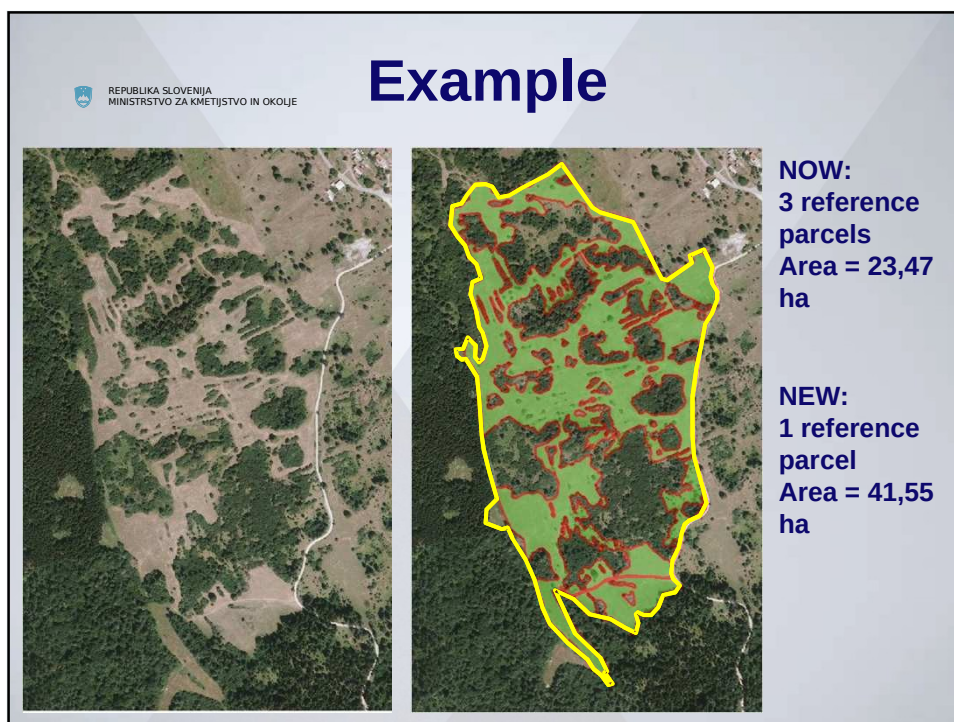 REPUBLIKA SLOVENIJA
MINISTRSTVO ZA KMETIJSTVO IN OKOLJE
Example
NOW:
3 reference
parcels
Area = 23,47
ha
NEW:
1 reference
parcel
Area = 41,55
ha